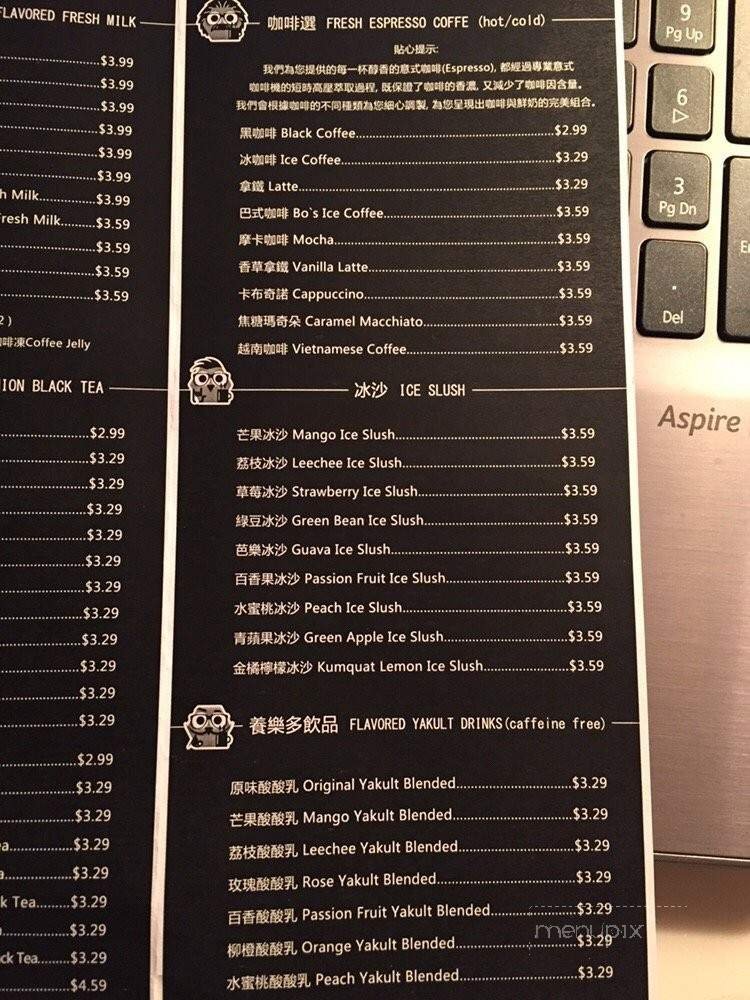 FLAVORED FRESH MILK
$3.99
$3.99
$3.99
$3.99
$3.99
$3.99
h Milk $3.99
Fresh Milk $3.59
$3.59
$3.59
$3.59
2 )
啡凍Coffee Jelly
ION BLACK TEA
$2.99
$3.29
$3.29
$3.29
$3.29
$3.29
$3.29
$3.29
$3.29
$3.29
$3.29
$3.29
$2.99
$3.29
$3.29
a $3.29
$3.29
k Tea $3.29
$3.29
ck Tea $3.29
$4.59
咖啡選 FRESH ESPRESSO COFFE (hot/cold)
貼心提示:
我們為您提供的每一杯醇香的意式咖啡(Espresso), 都經過專業意式
咖啡機的短時高壓萃取過程, 既保證了咖啡的香濃, 又減少了咖啡因含量。
我們會根據咖啡的不同種類為您細心調製, 為您呈現出咖啡與鮮奶的完美組合。
黑咖啡 Black Coffee $2.99
冰咖啡 Ice Coffee $3.29
拿鐵 Latte $3.29
巴式咖啡 Bo`s Ice Coffee $3.59
摩卡咖啡 Mocha $3.59
香草拿鐵 Vanilla Latte $3.59
卡布奇諾 Cappuccino $3.59
焦糖瑪奇朵 Caramel Macchiato $3.59
越南咖啡 Vietnamese Coffee $3.59
冰沙 ICE SLUSH
芒果冰沙 Mango Ice Slush $3.59
荔枝冰沙 Leechee Ice Slush $3.59
草莓冰沙 Strawberry Ice Slush $3.59
綠豆冰沙 Green Bean Ice Slush $3.59
芭樂冰沙 Guava Ice Slush $3.59
百香果冰沙 Passion Fruit Ice Slush $3.59
水蜜桃冰沙 Peach Ice Slush $3.59
青蘋果冰沙 Green Apple Ice Slush $3.59
金橘檸檬冰沙 Kumquat Lemon Ice Slush $3.59
養樂多飲品 FLAVORED YAKULT DRINKS(caffeine free)
原味酸酸乳 Original Yakult Blended $3.29
芒果酸酸乳 Mango Yakult Blended $3.29
荔枝酸酸乳 Leechee Yakult Blended $3.29
玫瑰酸酸乳 Rose Yakult Blended $3.29
百香酸酸乳 Passion Fruit Yakult Blended $3.29
柳橙酸酸乳 Orange Yakult Blended $3.29
水蜜桃酸酸乳 Peach Yakult Blended $3.29
9
Pg Up
6
3
Pg Dn
.
Del
Aspire
menupix